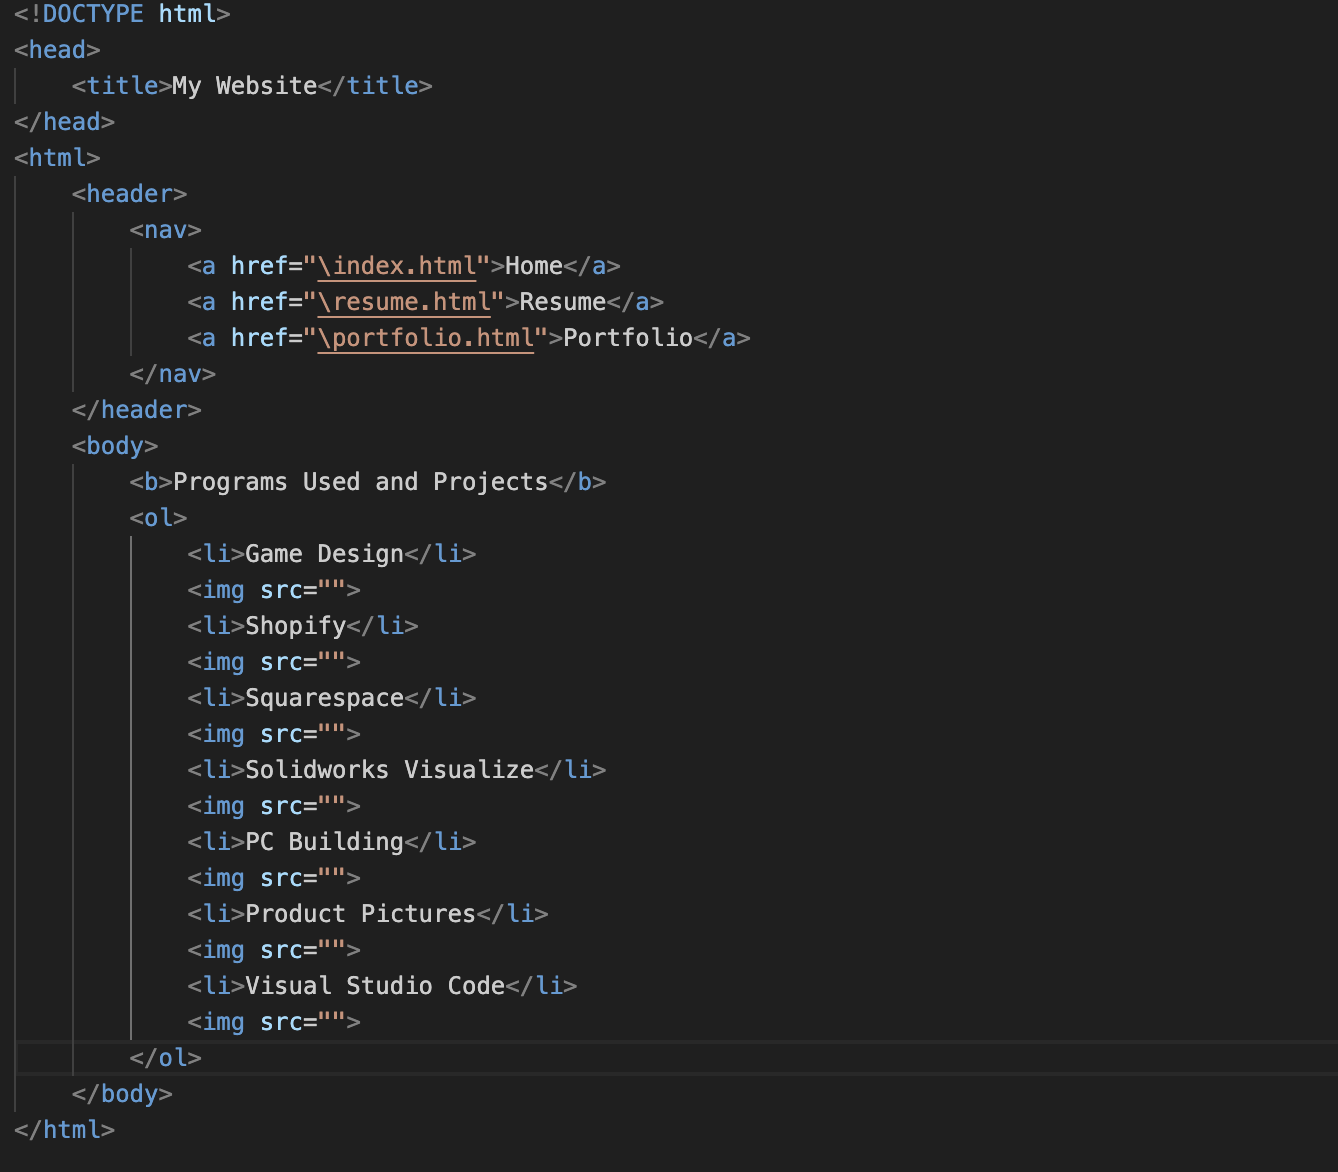 <!DOCTYPE html>
<head>
    <title>My Website</title>
</head>
<html>
    <header>
        <nav>
            <a href="\index.html">Home</a>
            <a href="\resume.html">Resume</a>
            <a href="\portfolio.html">Portfolio</a>
        </nav>
    </header>
    <body>
        <b>Programs Used and Projects</b>
        <ol>
            <li>Game Design</li>
            <img src="">
            <li>Shopify</li>
            <img src="">
            <li>Squarespace</li>
            <img src="">
            <li>Solidworks Visualize</li>
            <img src="">
            <li>PC Building</li>
            <img src="">
            <li>Product Pictures</li>
            <img src="">
            <li>Visual Studio Code</li>
            <img src="">
        </ol>
    </body>
</html>